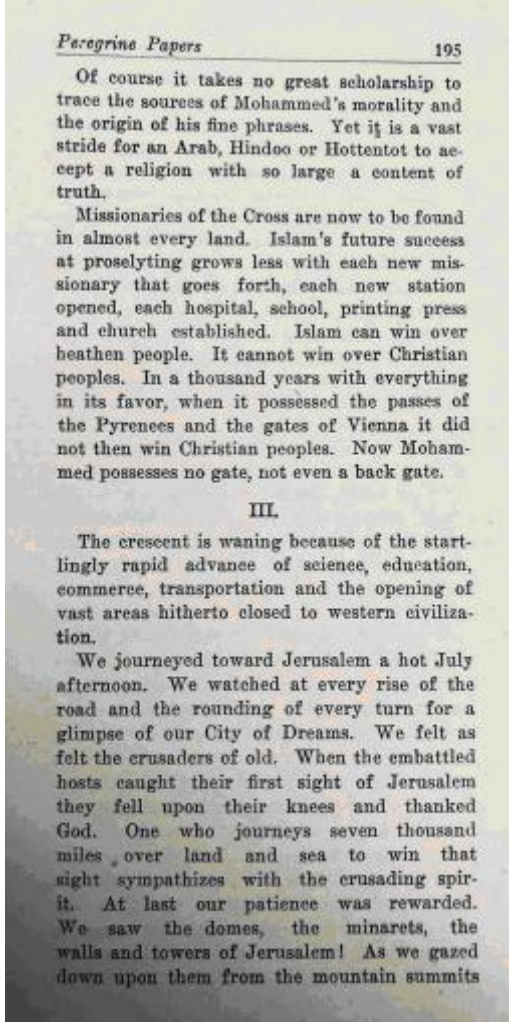 Peregrine Papers 195
Of course it takes no great scholarship to
trace the sources of Mohammed's morality and
the origin of his fine phrases. Yet it is a vast
stride for an Arab, Hindoo or Hottentot to ac-
cept a religion with so large a content of
truth.
Missionaries of the Cross are now to be found
in almost every land. Islam's future success
at proselyting grows less with each new mis-
sionary that goes forth, each new station
opened, each hospital, school, printing press
and church established. Islam can win over
heathen people. It cannot win over Christian
peoples. In a thousand years with everything
in its favor, when it possessed the passes of
the Pyrenees and the gates of Vienna it did
not then win Christian peoples. Now Moham-
med possesses no gate, not even a back gate.
III.
The crescent is waning because of the start-
lingly rapid advance of science, education,
commerce, transportation and the opening of
vast areas hitherto closed to western civiliza-
tion.
We journeyed toward Jerusalem a hot July
afternoon. We watched at every rise of the
road and the rounding of every turn for a
glimpse of our City of Dreams. We felt as
felt the crusaders of old. When the embattled
hosts caught their first sight of Jerusalem
they fell upon their knees and thanked
God. One who journeys seven thousand
miles over land and sea to win that
sight sympathizes with the crusading spir-
it. At last our patience was rewarded.
We saw the domes, the minarets, the
walls and towers of Jerusalem! As we gazed
down upon them from the mountain summits